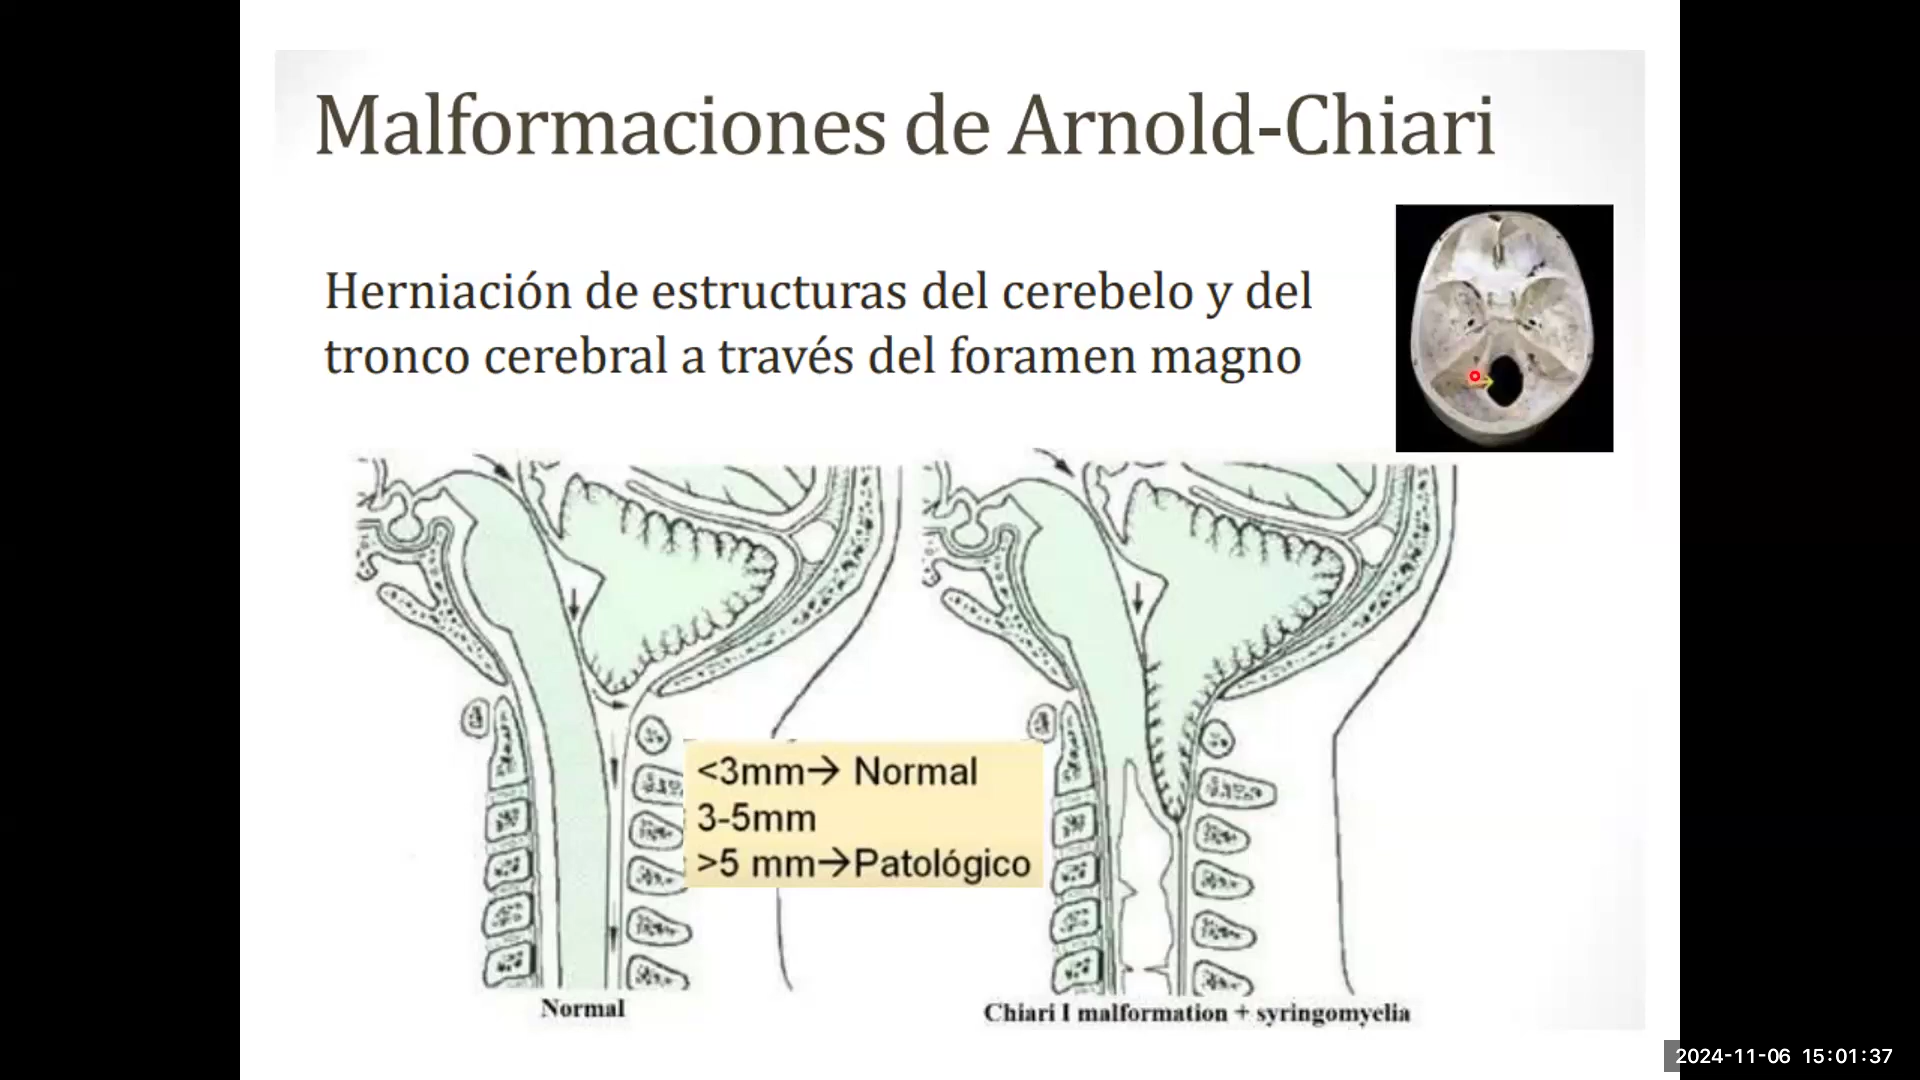 Malformaciones de Arnold-Chiari
Herniación de estructuras del cerebelo y del
tronco cerebral a través del foramen magno
<3mm→ Normal
3-5mm
>5 mm→Patológico
Normal
Chiari I malformation + syringomyelia
2024-11-06 15:01:37